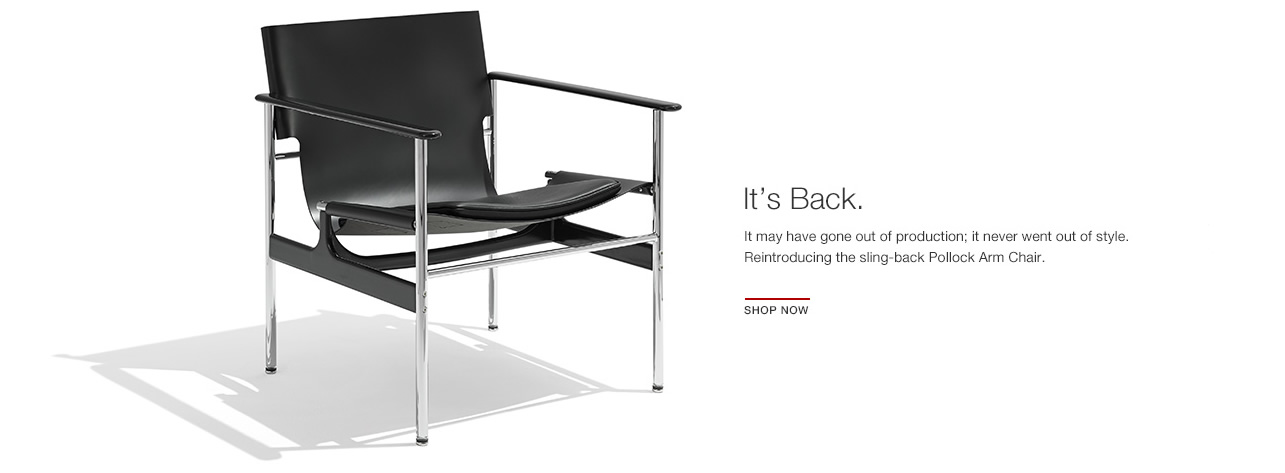 It’s Back.
It may have gone out of production; it never went out of style.
Reintroducing the sling-back Pollock Arm Chair.
SHOP NOW